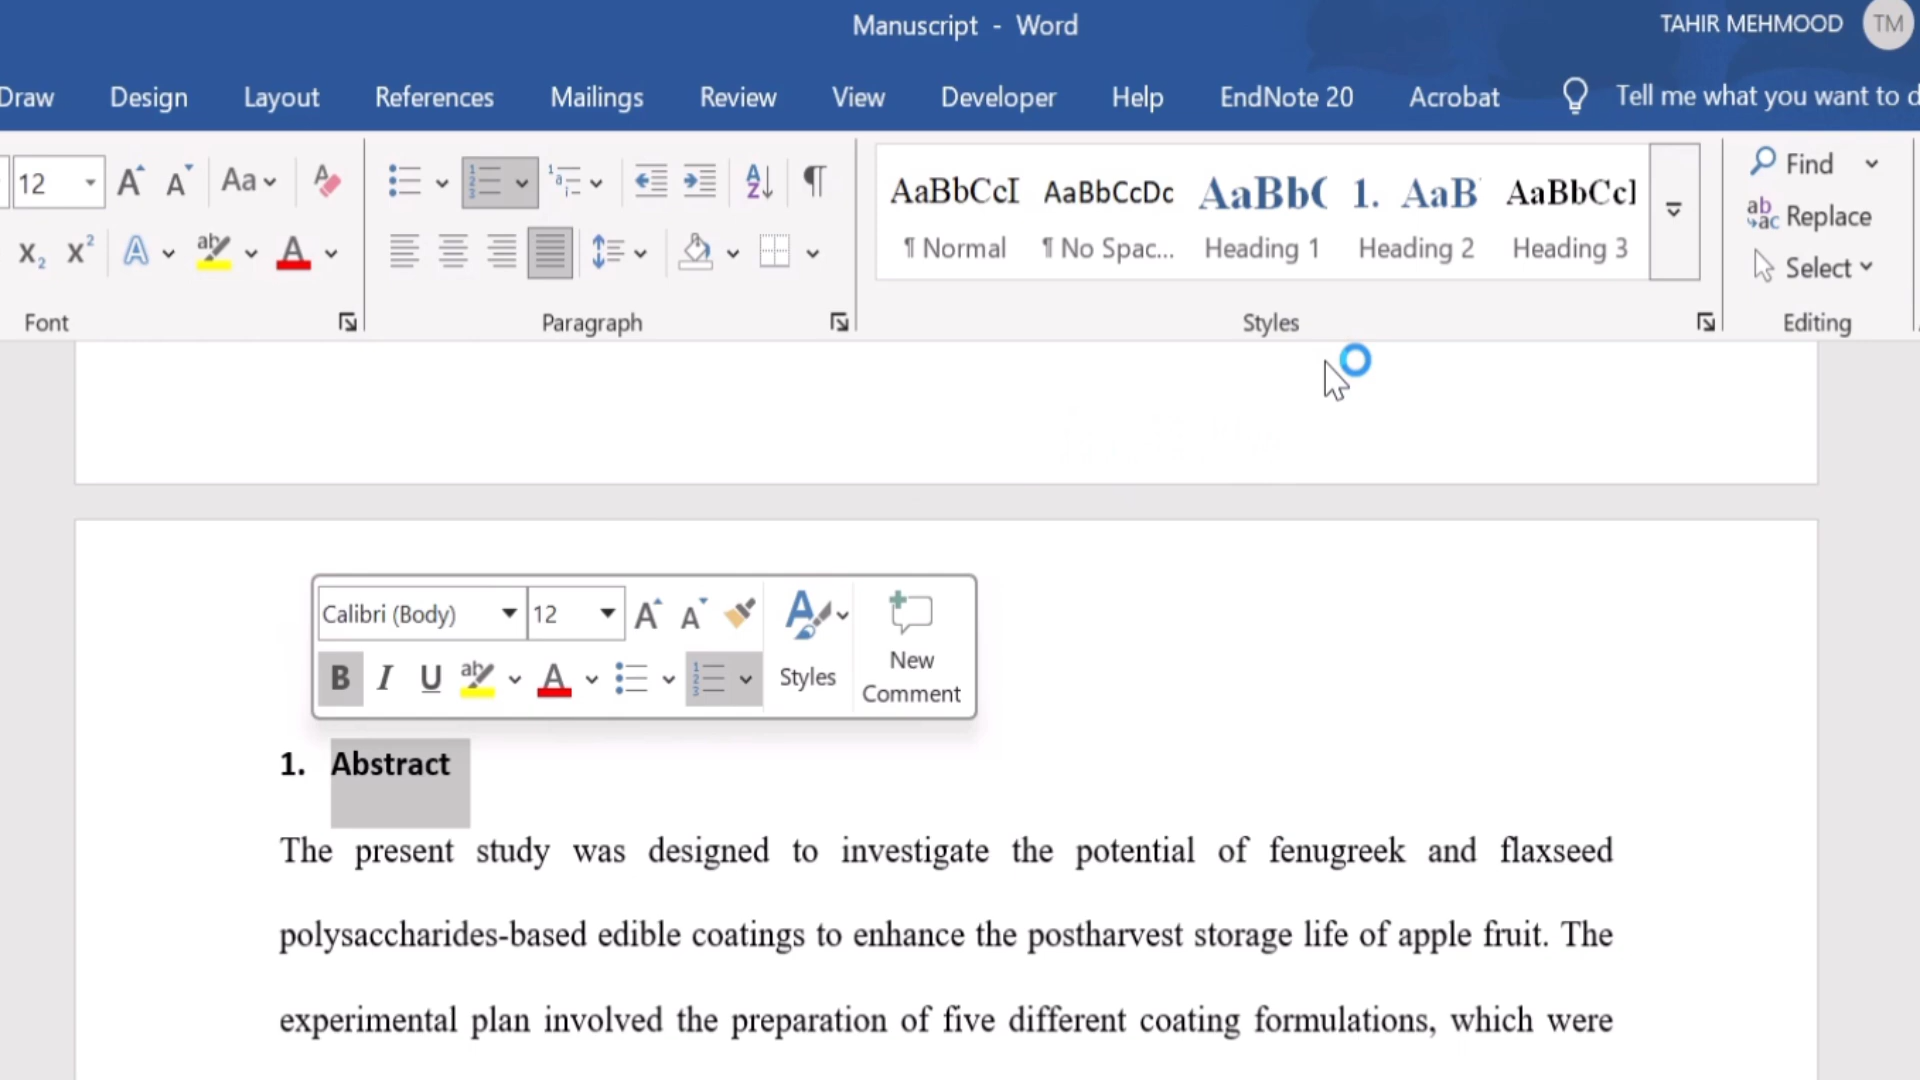 Manuscript - Word
TAHIR MEHMOOD TM
Draw Design Layout References Mailings Review View Developer Help EndNote 20 Acrobat Tell me what you want to d
12 Aa
AaBbCcI AaBbCcDc AaBb( 1. AaB AaBbCcl
¶ Normal ¶ No Spac... Heading 1 Heading 2 Heading 3
Find
Replace
Select
Font Paragraph Styles Editing
Calibri (Body) 12
B I U Styles
New
Comment
1. Abstract
The present study was designed to investigate the potential of fenugreek and flaxseed
polysaccharides-based edible coatings to enhance the postharvest storage life of apple fruit. The
experimental plan involved the preparation of five different coating formulations, which were